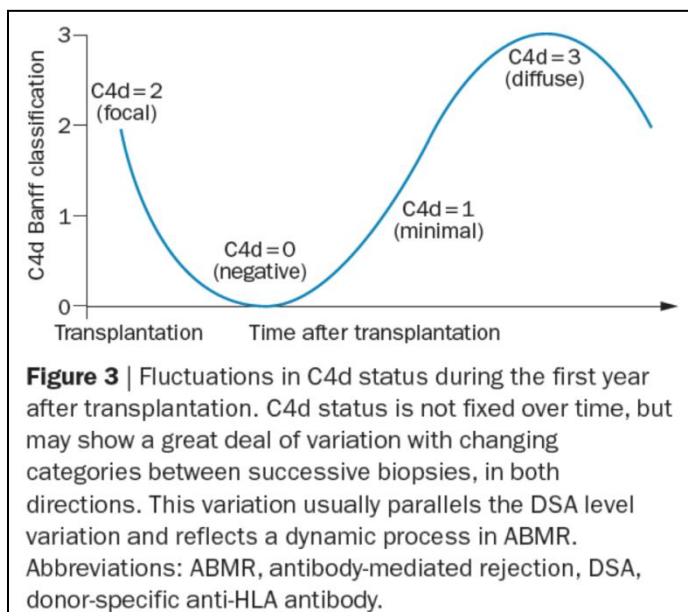 3
C4d=3
(diffuse)
C4d=2
(focal)
2
C4d Banff classification
C4d=1
(minimal)
1
C4d=0
(negative)
0
Transplantation Time after transplantation
Figure 3 | Fluctuations in C4d status during the first year
after transplantation. C4d status is not fixed over time, but
may show a great deal of variation with changing
categories between successive biopsies, in both
directions. This variation usually parallels the DSA level
variation and reflects a dynamic process in ABMR.
Abbreviations: ABMR, antibody-mediated rejection, DSA,
donor-specific anti-HLA antibody.